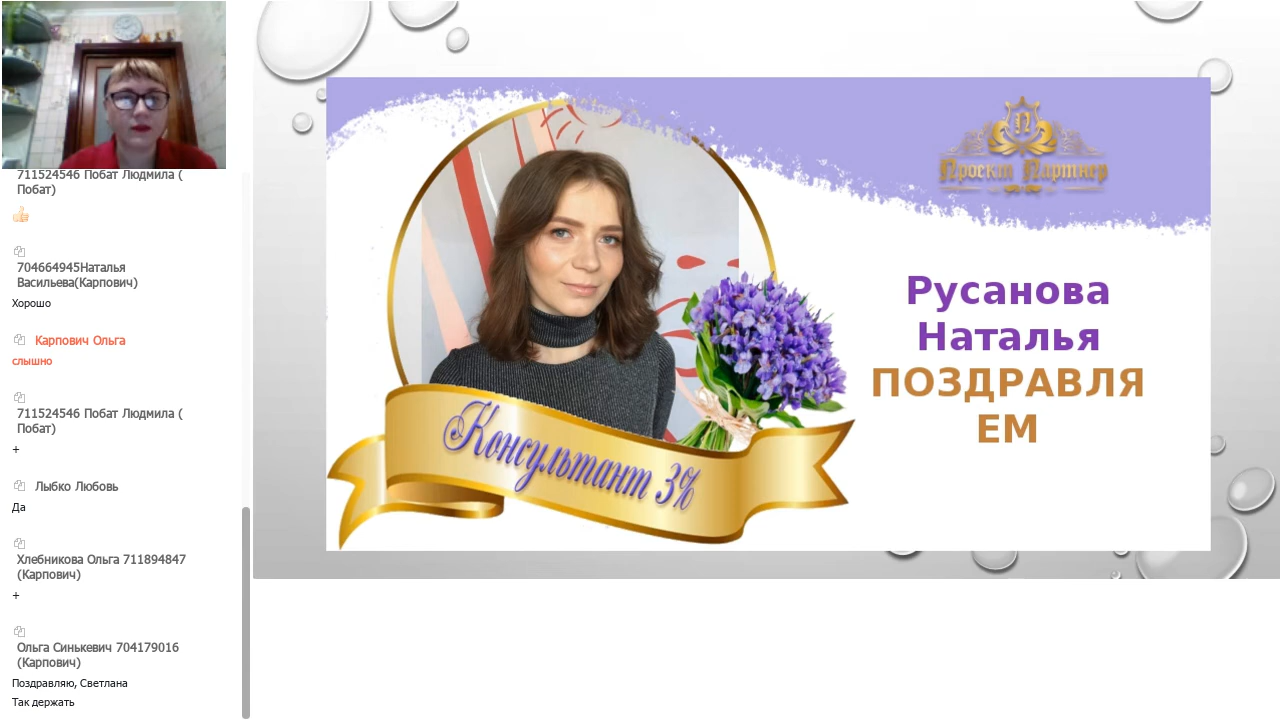 711524546 Побат Людмила (
Побат)
704664945Наталья
Васильева(Карпович)
Хорошо
Карпович Ольга
слышно
711524546 Побат Людмила (
Побат)
+
Лыбко Любовь
Да
Хлебникова Ольга 711894847
(Карпович)
+
Ольга Синькевич 704179016
(Карпович)
Поздравляю, Светлана
Так держать
П
Проект Партнер
Русанова
Наталья
ПОЗДРАВЛЯ
ЕМ
Консультант 3%